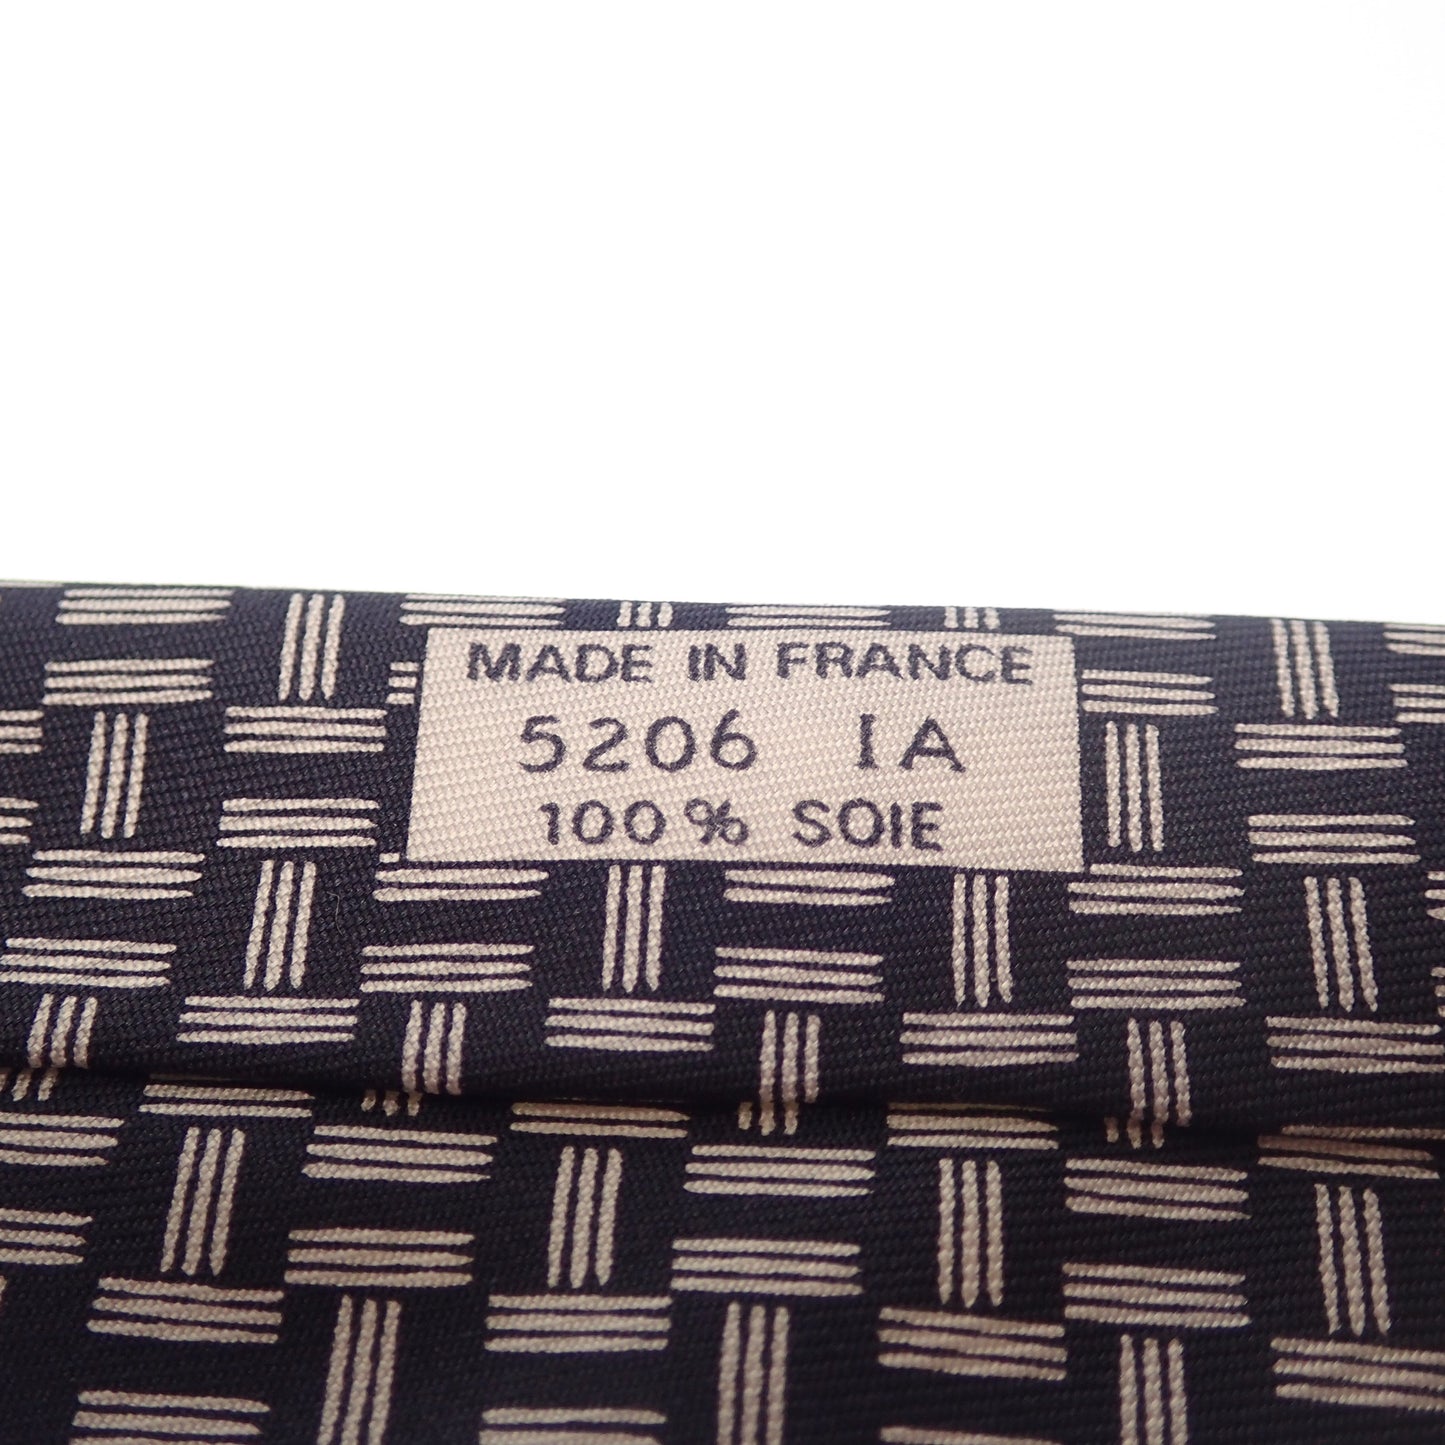 MADE IN FRANCE
5206 IA
100% SOIE